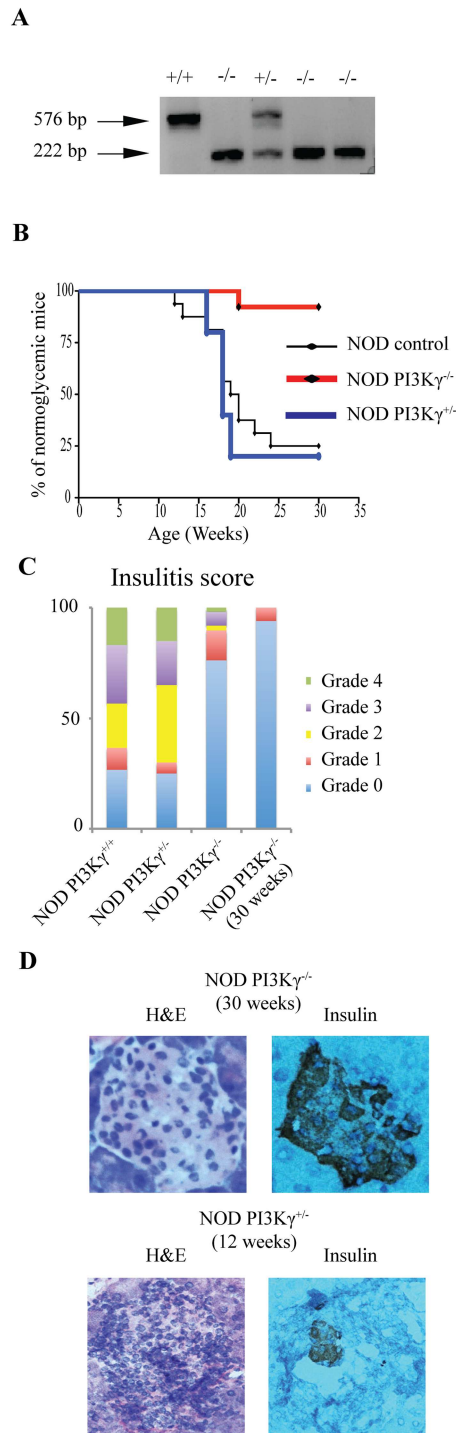 A
+/+ -/- +/- -/- -/-
576 bp
222 bp
B
% of normoglycemic mice
100
75
50
25
0
0 5 10 15 20 25 30 35
Age (Weeks)
NOD control
NOD PI3Kγ-/-
NOD PI3Kγ+/-
C
Insulitis score
100
50
0
Grade 4
Grade 3
Grade 2
Grade 1
Grade 0
NOD PI3Kγ+/+
NOD PI3Kγ+/-
NOD PI3Kγ-/-
NOD PI3Kγ-/-
(30 weeks)
D
NOD PI3Kγ-/-
(30 weeks)
H&E Insulin
NOD PI3Kγ+/-
(12 weeks)
H&E Insulin